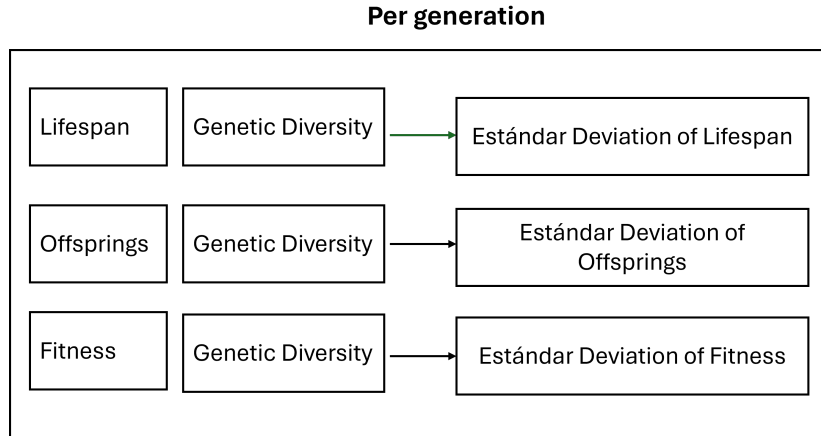 Per generation
Lifespan
Genetic Diversity
Estándar Deviation of Lifespan
Offsprings
Genetic Diversity
Estándar Deviation of
Offsprings
Fitness
Genetic Diversity
Estándar Deviation of Fitness